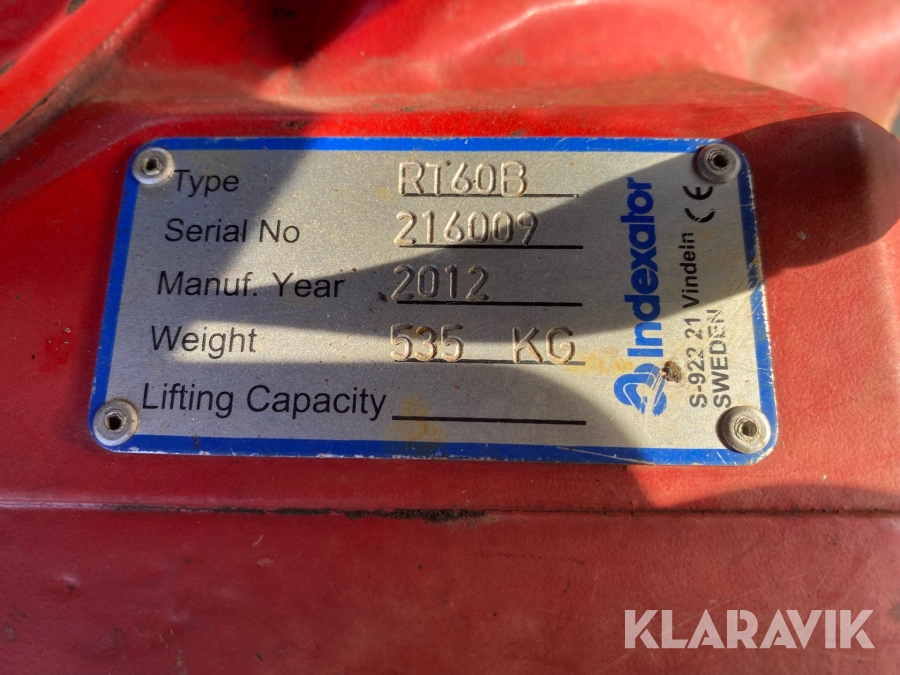 Type RT60B
Serial No 216009
Manuf. Year 2012
Weight 535 KG
Lifting Capacity
Indexator
S-922 21 Vindeln CE
SWEDEN
KLARAVIK